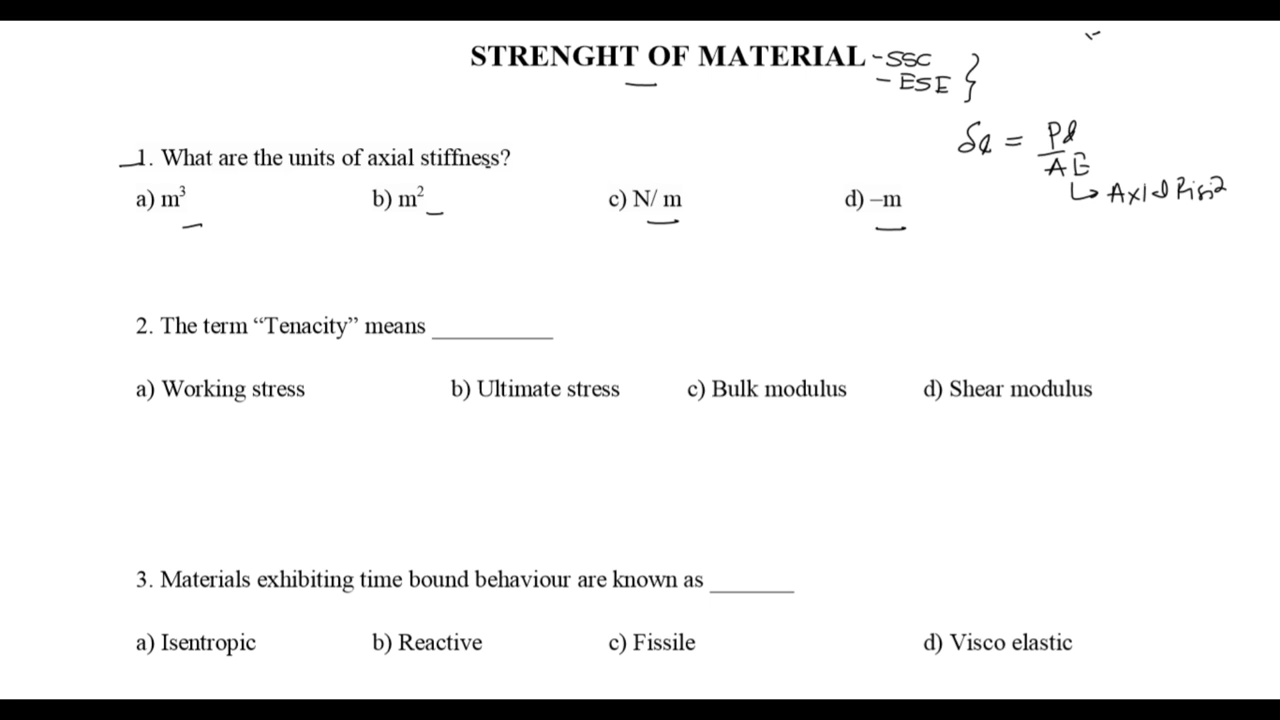 STRENGHT OF MATERIAL - SSC
- ESE }
δl = Pl
AE
↳ Axial
1. What are the units of axial stiffness?
a) m³ b) m² c) N/ m d) –m
2. The term “Tenacity” means __________
a) Working stress b) Ultimate stress c) Bulk modulus d) Shear modulus
3. Materials exhibiting time bound behaviour are known as _______
a) Isentropic b) Reactive c) Fissile d) Visco elastic